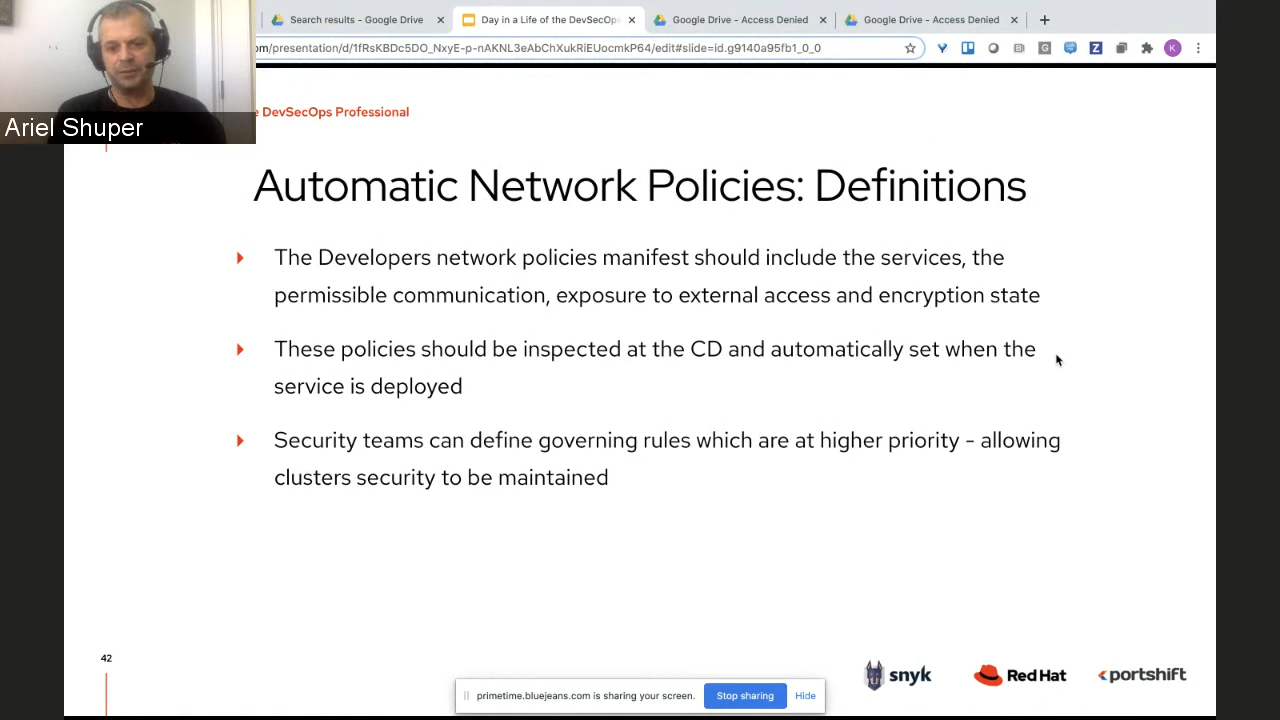 Search results - Google Drive
Day in a Life of the DevSecOps
Google Drive - Access Denied
Google Drive - Access Denied
om/presentation/d/1fRsKBDc5DO_NxyE-p-nAKNL3eAbChXukRiEUocmkP64/edit#slide=id.g9140a95fb1_0_0
K
Ariel Shuper
e DevSecOps Professional
Automatic Network Policies: Definitions
The Developers network policies manifest should include the services, the
permissible communication, exposure to external access and encryption state
These policies should be inspected at the CD and automatically set when the
service is deployed
Security teams can define governing rules which are at higher priority - allowing
clusters security to be maintained
42
snyk
Red Hat
portshift
primetime.bluejeans.com is sharing your screen.
Stop sharing
Hide